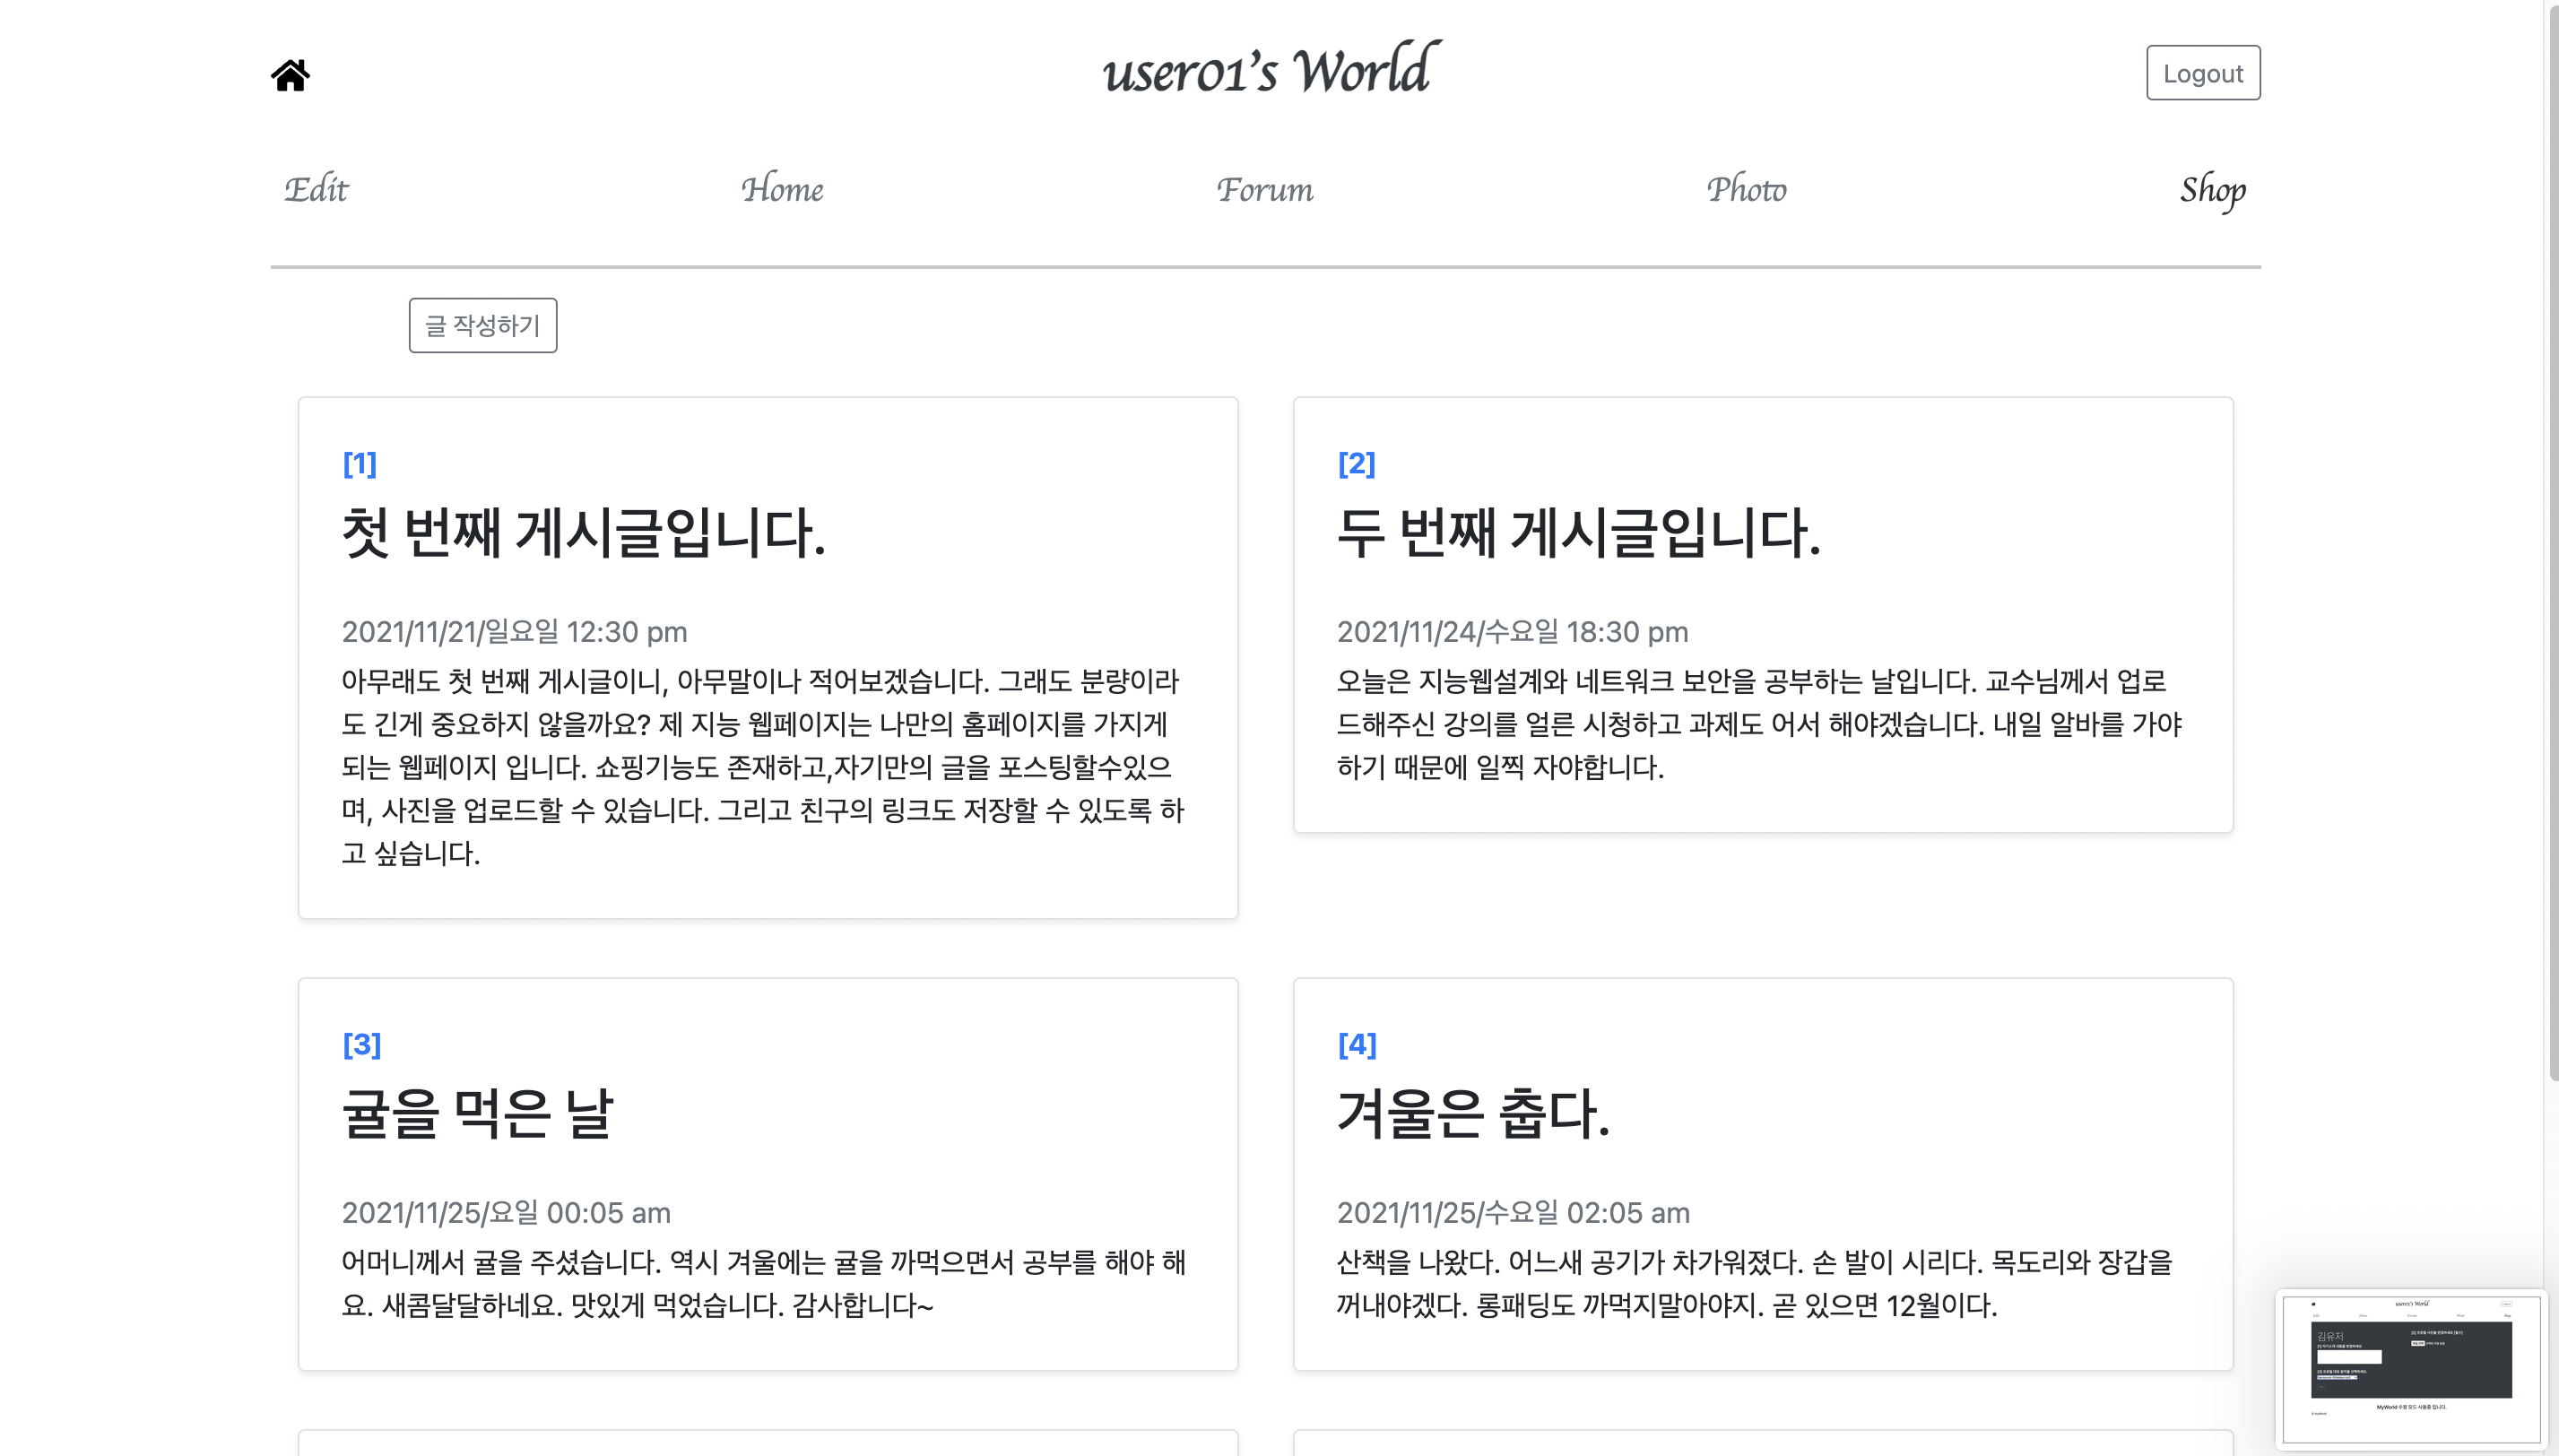 user01's World
Logout
Edit
Home
Forum
Photo
Shop
글 작성하기
[1]
첫 번째 게시글입니다.
2021/11/21/일요일 12:30 pm
아무래도 첫 번째 게시글이니, 아무말이나 적어보겠습니다. 그래도 분량이라
도 긴게 중요하지 않을까요? 제 지능 웹페이지는 나만의 홈페이지를 가지게
되는 웹페이지 입니다. 쇼핑기능도 존재하고,자기만의 글을 포스팅할수있으
며, 사진을 업로드할 수 있습니다. 그리고 친구의 링크도 저장할 수 있도록 하
고 싶습니다.
[2]
두 번째 게시글입니다.
2021/11/24/수요일 18:30 pm
오늘은 지능웹설계와 네트워크 보안을 공부하는 날입니다. 교수님께서 업로
드해주신 강의를 얼른 시청하고 과제도 어서 해야겠습니다. 내일 알바를 가야
하기 때문에 일찍 자야합니다.
[3]
귤을 먹은 날
2021/11/25/요일 00:05 am
어머니께서 귤을 주셨습니다. 역시 겨울에는 귤을 까먹으면서 공부를 해야 해
요. 새콤달달하네요. 맛있게 먹었습니다. 감사합니다~
[4]
겨울은 춥다.
2021/11/25/수요일 02:05 am
산책을 나왔다. 어느새 공기가 차가워졌다. 손 발이 시리다. 목도리와 장갑을
꺼내야겠다. 롱패딩도 까먹지말아야지. 곧 있으면 12월이다.
user01's World
김유저
MyWorld 수정 모드 사용중 입니다.